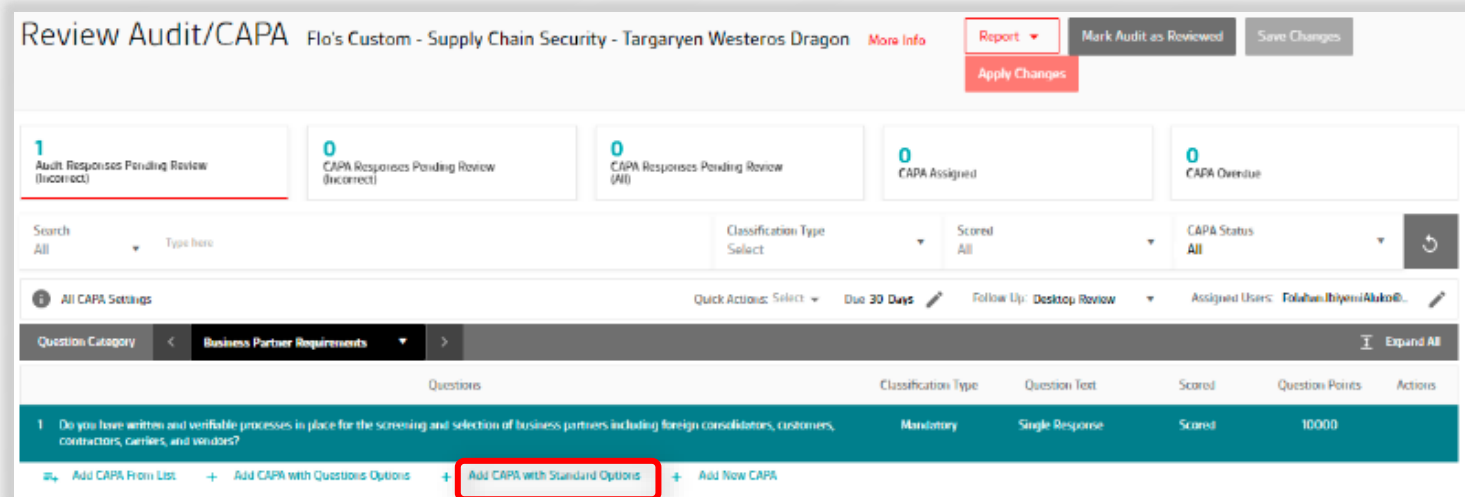 Review Audit/CAPA Flo's Custom - Supply Chain Security - Targaryen Westeros Dragon More Info Report Mark Audit as Reviewed Save Changes
Apply Changes
1
Audit Responses Pending Review
(Incorrect)
0
CAPA Responses Pending Review
(Incorrect)
0
CAPA Responses Pending Review
(All)
0
CAPA Assigned
0
CAPA Overdue
Search
All
Type here
Classification Type
Select
Scored
All
CAPA Status
All
All CAPA Settings Quick Actions: Select Due 30 Days Follow Up: Desktop Review Assigned Users: Folahan.IbiyemiAluko@..
Question Category < Business Partner Requirements > Expand All
Questions Classification Type Question Text Scored Question Points Actions
1 Do you have written and verifiable processes in place for the screening and selection of business partners including foreign consolidators, customers, Mandatory Single Response Scored 10000
contractors, carriers, and vendors?
Add CAPA From List + Add CAPA with Questions Options + Add CAPA with Standard Options + Add New CAPA